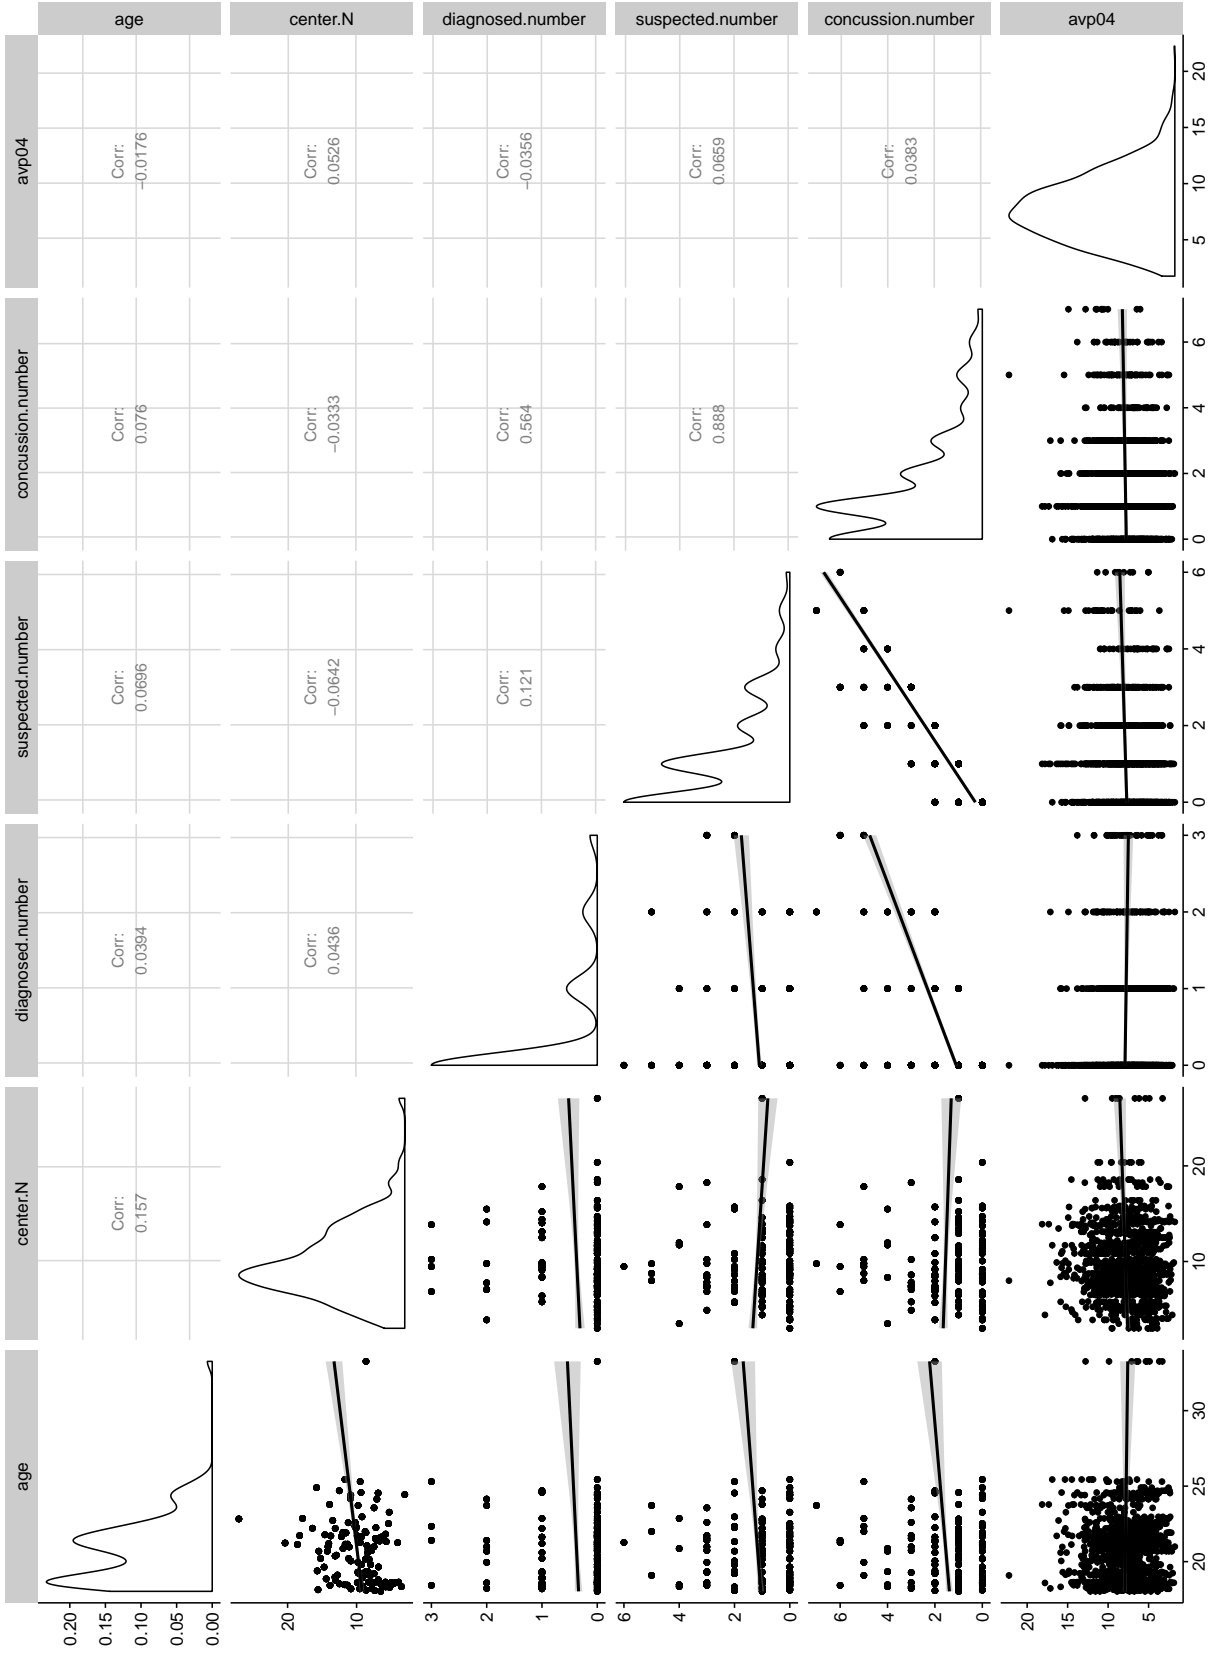 age
center.N
diagnosed.number
suspected.number
concussion.number
avp04
avp04
Corr:
−0.0176
Corr:
0.0526
Corr:
−0.0356
Corr:
0.0659
Corr:
0.0383
20
15
10
5
concussion.number
Corr:
0.076
Corr:
−0.0333
Corr:
0.564
Corr:
0.888
6
4
2
0
suspected.number
Corr:
0.0696
Corr:
−0.0642
Corr:
0.121
6
4
2
0
diagnosed.number
Corr:
0.0394
Corr:
0.0436
3
2
1
0
center.N
Corr:
0.157
20
10
age
30
25
20
0.20
0.15
0.10
0.05
0.00
20
10
3
2
1
0
6
4
2
0
6
4
2
0
20
15
10
5